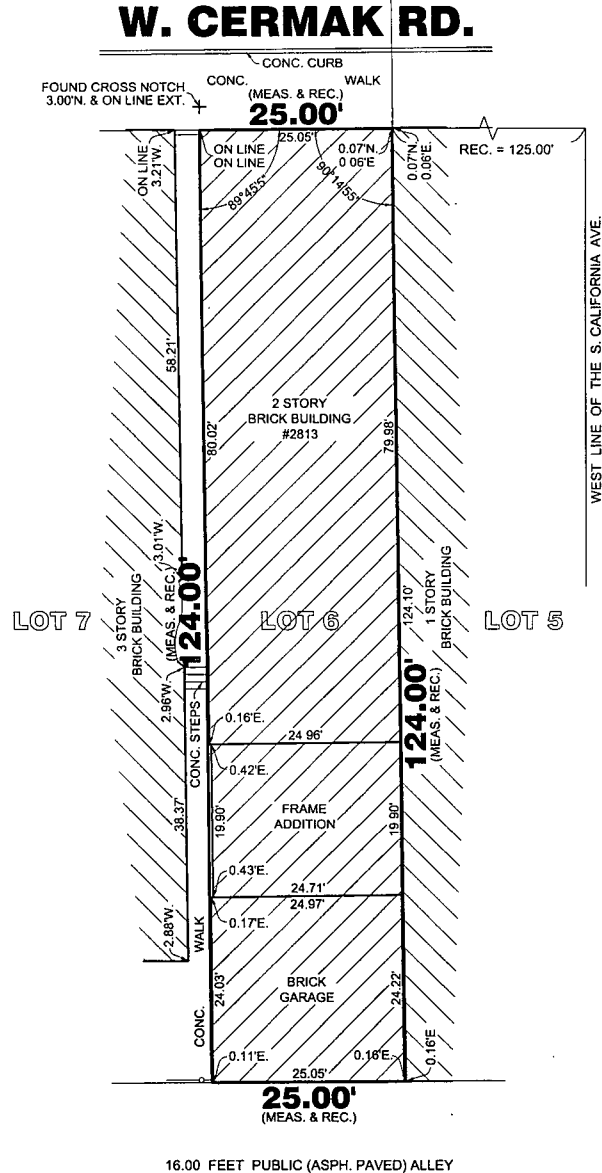 W. CERMAK RD.
CONC. CURB
CONC. WALK
FOUND CROSS NOTCH
3.00'N. & ON LINE EXT.
(MEAS. & REC.)
25.00'
25.05'
ON LINE
3.21'W.
ON LINE
ON LINE
0.07'N.
0.06'E
0.07'N.
0.06'E.
REC. = 125.00'
89°45'5"
90°14'55"
WEST LINE OF THE S. CALIFORNIA AVE.
58.21'
2 STORY
BRICK BUILDING
#2813
80.02'
79.98'
3.01'W.
(MEAS. & REC.)
124.00'
LOT 7
3 STORY
BRICK BUILDING
LOT 6
124.10'
1 STORY
BRICK BUILDING
LOT 5
2.96'W.
CONC. STEPS
124.00'
(MEAS. & REC.)
0.16'E.
24.96'
0.42'E.
38.37'
19.90'
FRAME
ADDITION
19.90'
0.43'E.
24.71'
24.97'
0.17'E.
2.88'W.
CONC. WALK
24.03'
BRICK
GARAGE
24.22'
0.11'E.
0.16'E.
0.16'E
25.05'
25.00'
(MEAS. & REC.)
16.00 FEET PUBLIC (ASPH. PAVED) ALLEY